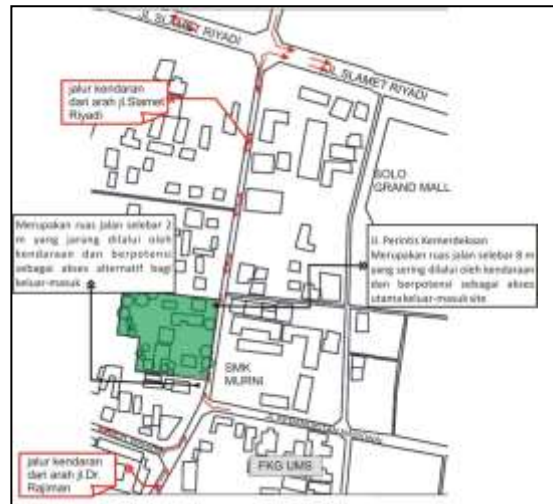 JL SLAMET RIYADI
JL SLAMET RIYADI
jalur kendaran
dari arah jl.Slamet
Riyadi
SOLO
GRAND MALL
Merupakan ruas jalan selebar 2
m yang jarang dilalui oleh
kendaraan dan berpotensi
sebagai akses alternatif bagi
keluar-masuk
Jl. Perintis Kemerdekaan
Merupakan ruas jalan selebar 8 m
yang sering dilalui oleh kendaraan
dan berpotensi sebagai akses
utama keluar-masuk site
SMK
MURNI
FKG UMS
jalur kendaran
dari arah jl.Dr.
Rajiman